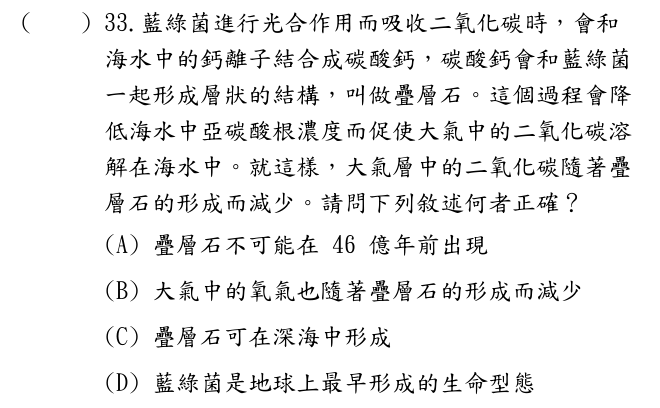 (　　) 33. 藍綠菌進行光合作用而吸收二氧化碳時，會和
海水中的鈣離子結合成碳酸鈣，碳酸鈣會和藍綠菌
一起形成層狀的結構，叫做疊層石。這個過程會降
低海水中亞碳酸根濃度而促使大氣中的二氧化碳溶
解在海水中。就這樣，大氣層中的二氧化碳隨著疊
層石的形成而減少。請問下列敘述何者正確？
(A) 疊層石不可能在 46 億年前出現
(B) 大氣中的氧氣也隨著疊層石的形成而減少
(C) 疊層石可在深海中形成
(D) 藍綠菌是地球上最早形成的生命型態